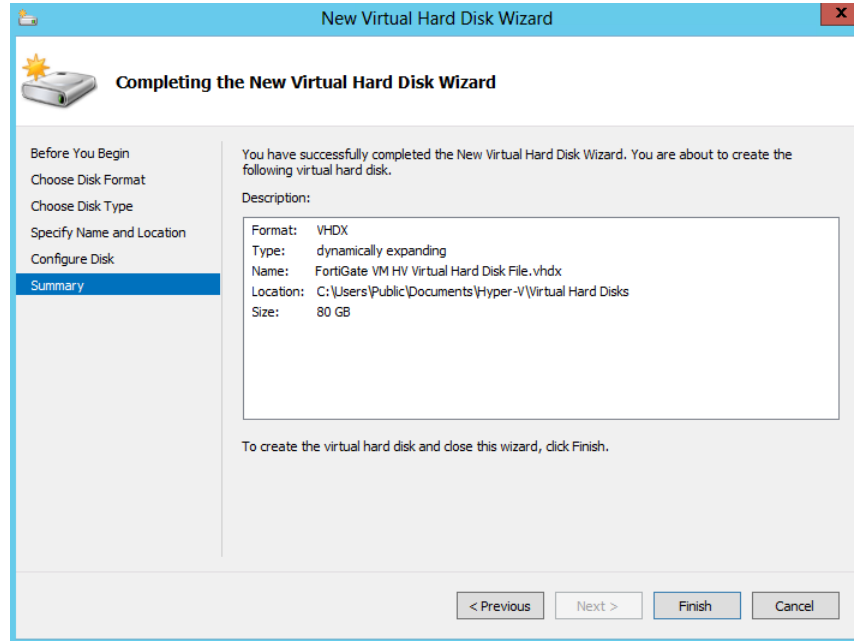 New Virtual Hard Disk Wizard
x
Completing the New Virtual Hard Disk Wizard
Before You Begin
Choose Disk Format
Choose Disk Type
Specify Name and Location
Configure Disk
Summary
You have successfully completed the New Virtual Hard Disk Wizard. You are about to create the
following virtual hard disk.
Description:
Format: VHDX
Type: dynamically expanding
Name: FortiGate VM HV Virtual Hard Disk File.vhdx
Location: C:\Users\Public\Documents\Hyper-V\Virtual Hard Disks
Size: 80 GB
To create the virtual hard disk and close this wizard, click Finish.
< Previous Next > Finish Cancel